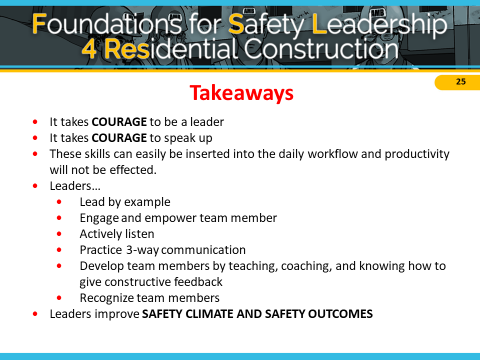 Foundations for Safety Leadership
4 Residential Construction
25
Takeaways
• It takes COURAGE to be a leader
• It takes COURAGE to speak up
• These skills can easily be inserted into the daily workflow and productivity
will not be effected.
• Leaders…
• Lead by example
• Engage and empower team member
• Actively listen
• Practice 3-way communication
• Develop team members by teaching, coaching, and knowing how to
give constructive feedback
• Recognize team members
• Leaders improve SAFETY CLIMATE AND SAFETY OUTCOMES